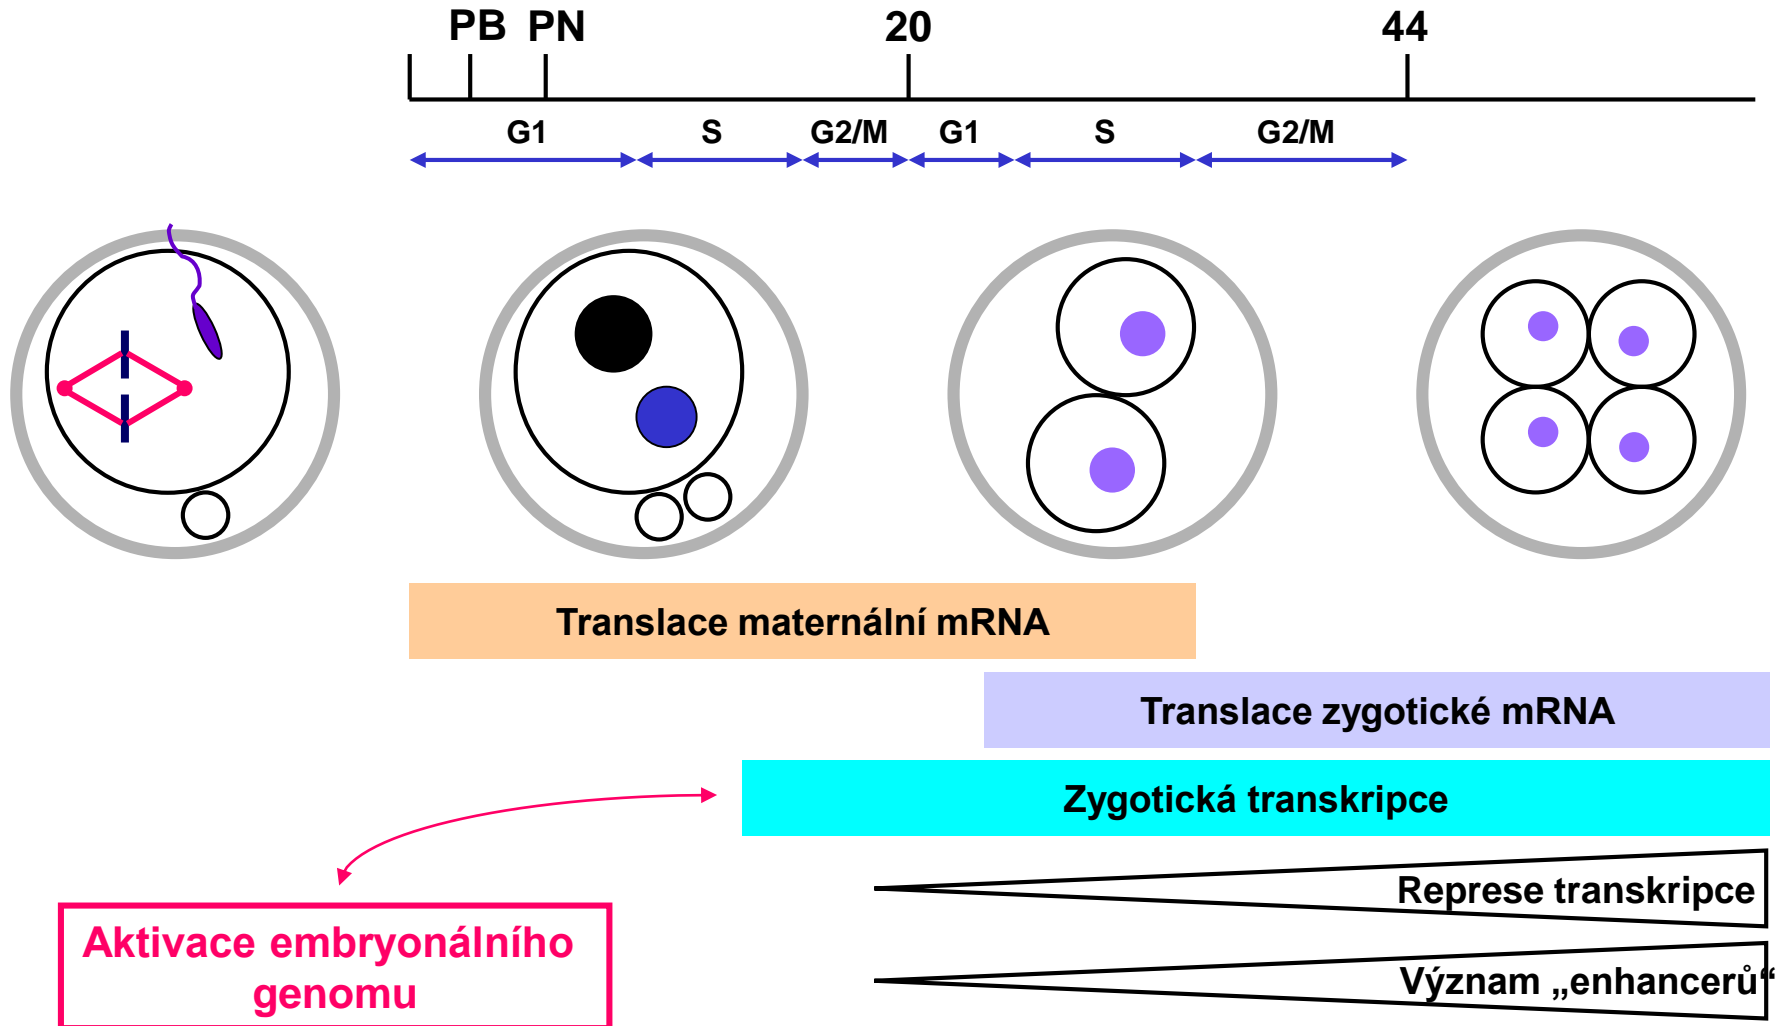 PB PN 20 44
G1 S G2/M G1 S G2/M
Translace maternální mRNA
Translace zygotické mRNA
Zygotická transkripce
Represe transkripce
Aktivace embryonálního
genomu
Význam „enhancerů“